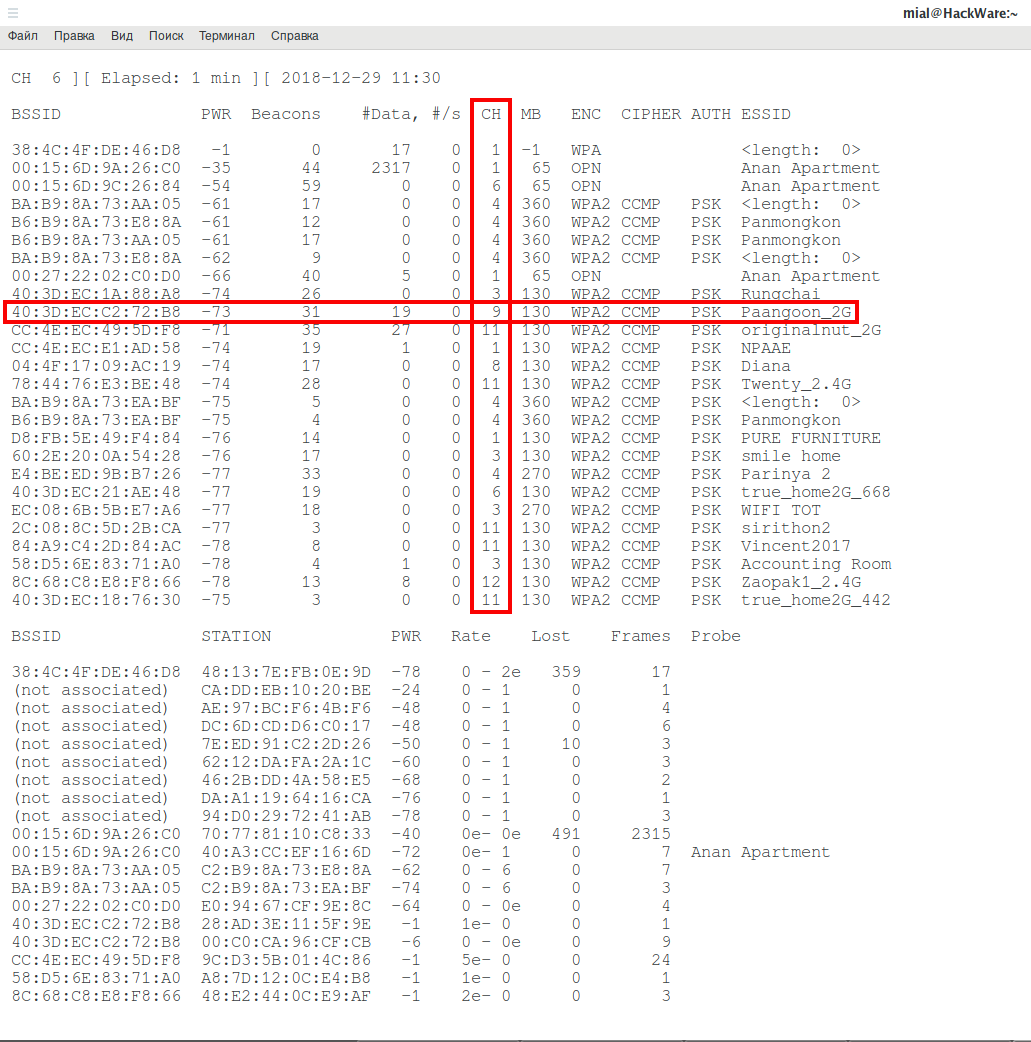 mial@HackWare:~
Файл Правка Вид Поиск Терминал Справка
CH 6 ][ Elapsed: 1 min ][ 2018-12-29 11:30
BSSID PWR Beacons #Data, #/s CH MB ENC CIPHER AUTH ESSID
38:4C:4F:DE:46:D8 -1 0 17 0 1 -1 WPA <length: 0>
00:15:6D:9A:26:C0 -35 44 2317 0 1 65 OPN Anan Apartment
00:15:6D:9C:26:84 -54 59 0 0 6 65 OPN Anan Apartment
BA:B9:8A:73:AA:05 -61 17 0 0 4 360 WPA2 CCMP PSK <length: 0>
B6:B9:8A:73:E8:8A -61 12 0 0 4 360 WPA2 CCMP PSK Panmongkon
B6:B9:8A:73:AA:05 -61 17 0 0 4 360 WPA2 CCMP PSK Panmongkon
BA:B9:8A:73:E8:8A -62 9 0 0 4 360 WPA2 CCMP PSK <length: 0>
00:27:22:02:C0:D0 -66 40 5 0 1 65 OPN Anan Apartment
40:3D:EC:1A:88:A8 -74 26 0 0 3 130 WPA2 CCMP PSK Rungchai
40:3D:EC:C2:72:B8 -73 31 19 0 9 130 WPA2 CCMP PSK Paangoon_2G
CC:4E:EC:49:5D:F8 -71 35 27 0 11 130 WPA2 CCMP PSK originalnut_2G
CC:4E:EC:E1:AD:58 -74 19 1 0 1 130 WPA2 CCMP PSK NPAAE
04:4F:17:09:AC:19 -74 17 0 0 8 130 WPA2 CCMP PSK Diana
78:44:76:E3:BE:48 -74 28 0 0 11 130 WPA2 CCMP PSK Twenty_2.4G
BA:B9:8A:73:EA:BF -75 5 0 0 4 360 WPA2 CCMP PSK <length: 0>
B6:B9:8A:73:EA:BF -75 4 0 0 4 360 WPA2 CCMP PSK Panmongkon
D8:FB:5E:49:F4:84 -76 14 0 0 1 130 WPA2 CCMP PSK PURE FURNITURE
60:2E:20:0A:54:28 -76 17 0 0 3 130 WPA2 CCMP PSK smile home
E4:BE:ED:9B:B7:26 -77 33 0 0 4 270 WPA2 CCMP PSK Parinya 2
40:3D:EC:21:AE:48 -77 19 0 0 6 130 WPA2 CCMP PSK true_home2G_668
EC:08:6B:5B:E7:A6 -77 18 0 0 3 270 WPA2 CCMP PSK WIFI TOT
2C:08:8C:5D:2B:CA -77 3 0 0 11 130 WPA2 CCMP PSK sirithon2
84:A9:C4:2D:84:AC -78 8 0 0 11 130 WPA2 CCMP PSK Vincent2017
58:D5:6E:83:71:A0 -78 4 1 0 3 130 WPA2 CCMP PSK Accounting Room
8C:68:C8:E8:F8:66 -78 13 8 0 12 130 WPA2 CCMP PSK Zaopak1_2.4G
40:3D:EC:18:76:30 -75 3 0 0 11 130 WPA2 CCMP PSK true_home2G_442
BSSID STATION PWR Rate Lost Frames Probe
38:4C:4F:DE:46:D8 48:13:7E:FB:0E:9D -78 0 - 2e 359 17
(not associated) CA:DD:EB:10:20:BE -24 0 - 1 0 1
(not associated) AE:97:BC:F6:4B:F6 -48 0 - 1 0 4
(not associated) DC:6D:CD:D6:C0:17 -48 0 - 1 0 6
(not associated) 7E:ED:91:C2:2D:26 -50 0 - 1 10 3
(not associated) 62:12:DA:FA:2A:1C -60 0 - 1 0 3
(not associated) 46:2B:DD:4A:58:E5 -68 0 - 1 0 2
(not associated) DA:A1:19:64:16:CA -76 0 - 1 0 1
(not associated) 94:D0:29:72:41:AB -78 0 - 1 0 3
00:15:6D:9A:26:C0 70:77:81:10:C8:33 -40 0e- 0e 491 2315
00:15:6D:9A:26:C0 40:A3:CC:EF:16:6D -72 0e- 1 0 7 Anan Apartment
BA:B9:8A:73:AA:05 C2:B9:8A:73:E8:8A -62 0 - 6 0 7
BA:B9:8A:73:AA:05 C2:B9:8A:73:EA:BF -74 0 - 6 0 3
00:27:22:02:C0:D0 E0:94:67:CF:9E:8C -64 0 - 0e 0 4
40:3D:EC:C2:72:B8 28:AD:3E:11:5F:9E -1 1e- 0 0 1
40:3D:EC:C2:72:B8 00:C0:CA:96:CF:CB -6 0 - 0e 0 9
CC:4E:EC:49:5D:F8 9C:D3:5B:01:4C:86 -1 5e- 0 0 24
58:D5:6E:83:71:A0 A8:7D:12:0C:E4:B8 -1 1e- 0 0 1
8C:68:C8:E8:F8:66 48:E2:44:0C:E9:AF -1 2e- 0 0 3